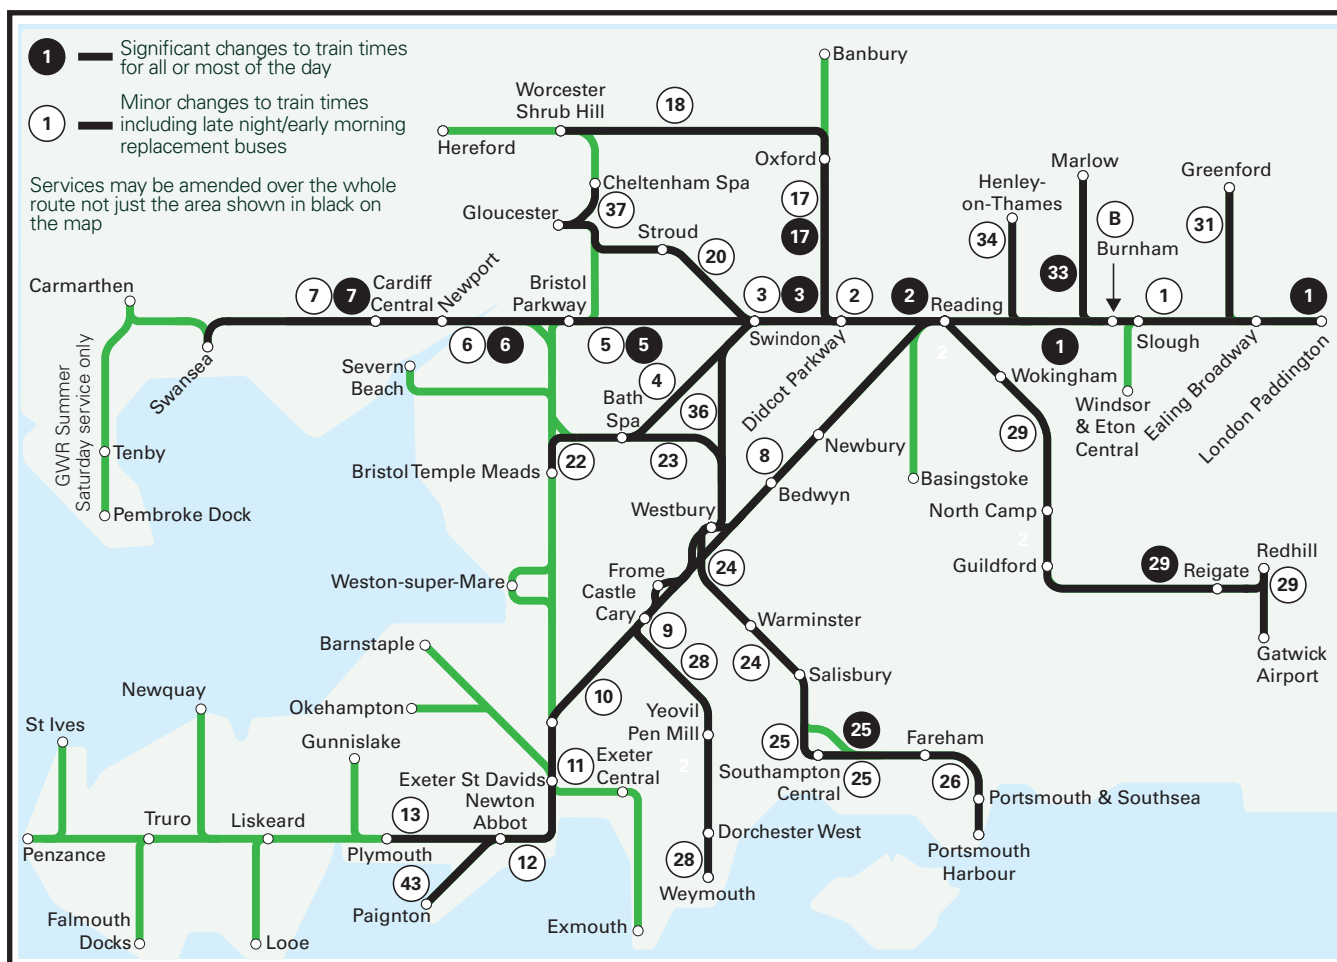 1
Significant changes to train times
for all or most of the day
1
Minor changes to train times
including late night/early morning
replacement buses
Services may be amended over the whole
route not just the area shown in black on
the map
Banbury
Worcester
Shrub Hill
18
Hereford
Oxford
Marlow
Greenford
Cheltenham Spa
Henley-
on-Thames
37
17
Gloucester
B
31
Stroud
17
34
Burnham
20
33
Carmarthen
7
7
Cardiff
Central
Newport
Bristol
Parkway
3
3
2
2
Reading
1
1
6
6
5
5
Swindon
2
1
Slough
Severn
Beach
4
Wokingham
Swansea
Bath
Spa
36
Didcot Parkway
Windsor
& Eton
Central
Ealing Broadway
London Paddington
GWR Summer
Saturday service only
Tenby
29
Newbury
22
23
8
Bristol Temple Meads
Basingstoke
Bedwyn
Pembroke Dock
Westbury
North Camp
2
Guildford
Redhill
Weston-super-Mare
Frome
24
29
Reigate
29
Castle
Cary
Warminster
9
Barnstaple
Gatwick
Airport
28
24
Salisbury
Newquay
10
Okehampton
Yeovil
Pen Mill
St Ives
25
Gunnislake
25
Fareham
11
Exeter
Central
2
Southampton
Central
25
26
Exeter St Davids
Newton
Abbot
Portsmouth & Southsea
13
Truro
Liskeard
Dorchester West
Penzance
Plymouth
12
Portsmouth
Harbour
28
43
Weymouth
Paignton
Falmouth
Docks
Exmouth
Looe